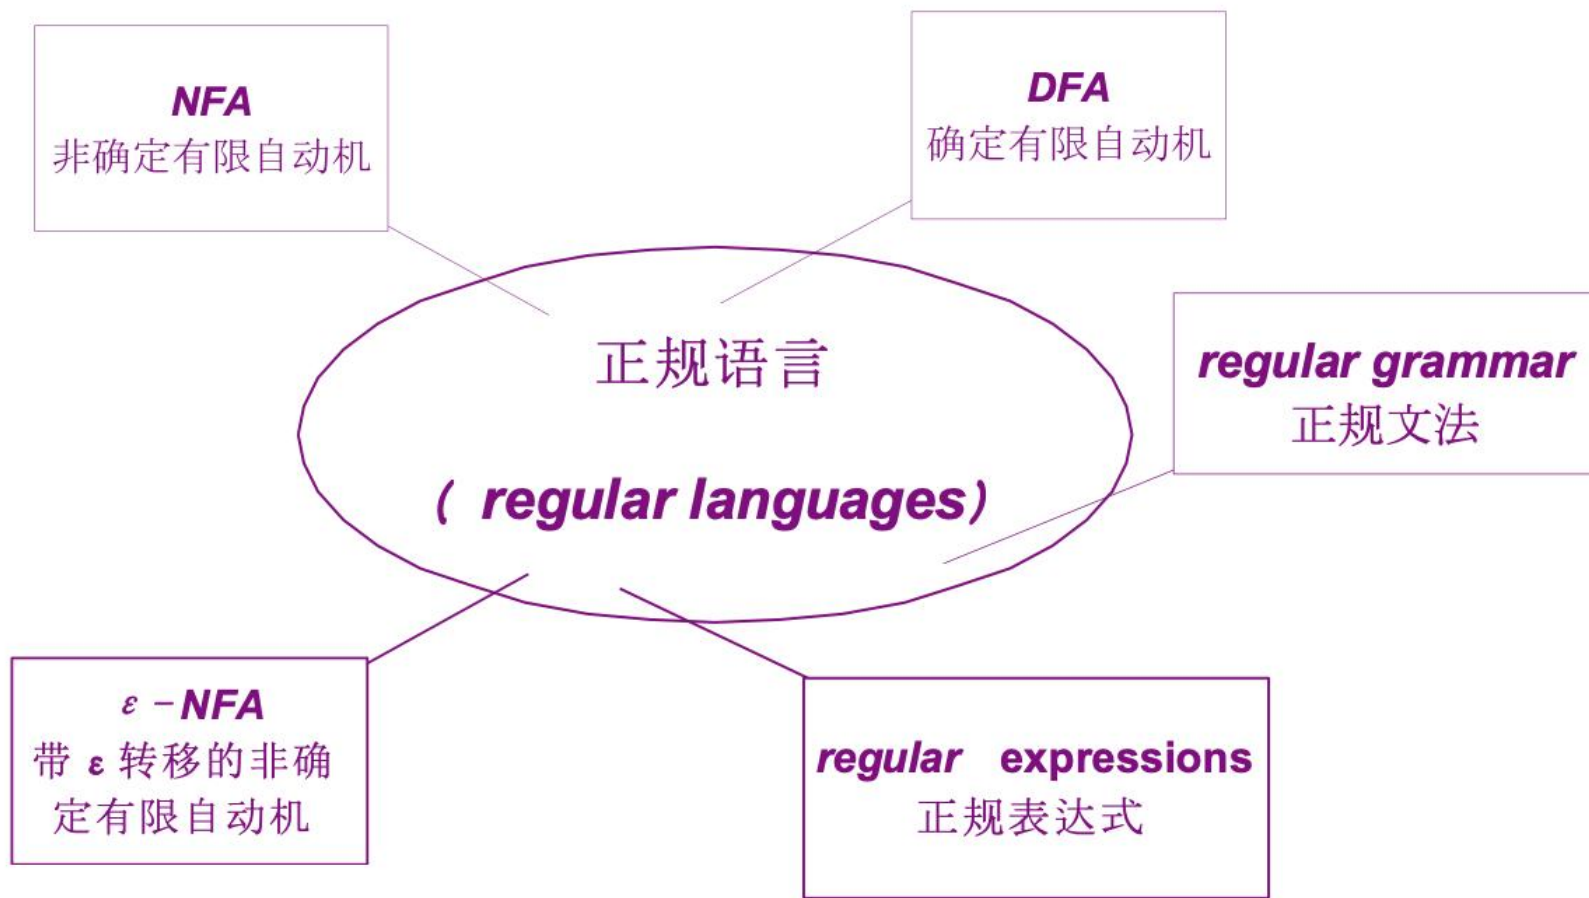 NFA
非确定有限自动机
DFA
确定有限自动机
正规语言
( regular languages)
regular grammar
正规文法
ε-NFA
带 ε 转移的非确
定有限自动机
regular expressions
正规表达式